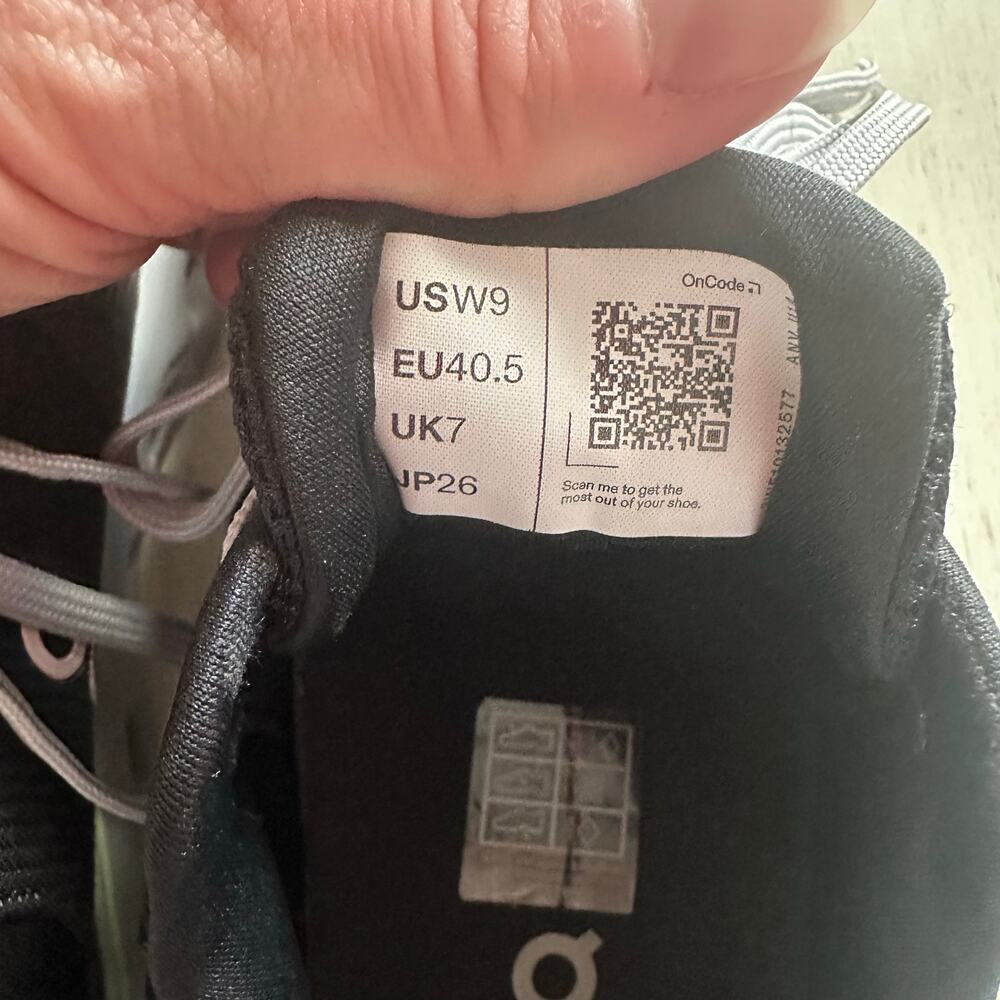 USW9
EU40.5
UK7
JP26
OnCode
Scan me to get the
most out of your shoe.